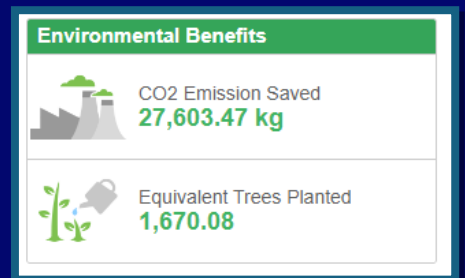 Environmental Benefits
CO2 Emission Saved
27,603.47 kg
Equivalent Trees Planted
1,670.08